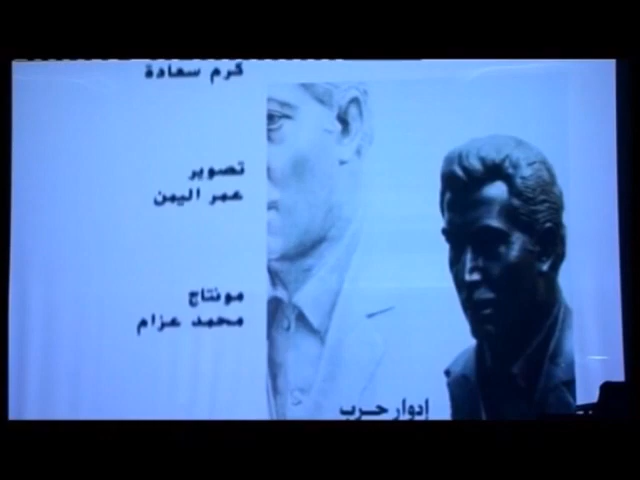 كرم سعادة
تصوير
عمر اليمن
مونتاج
محمد عزام
إدوار حرب